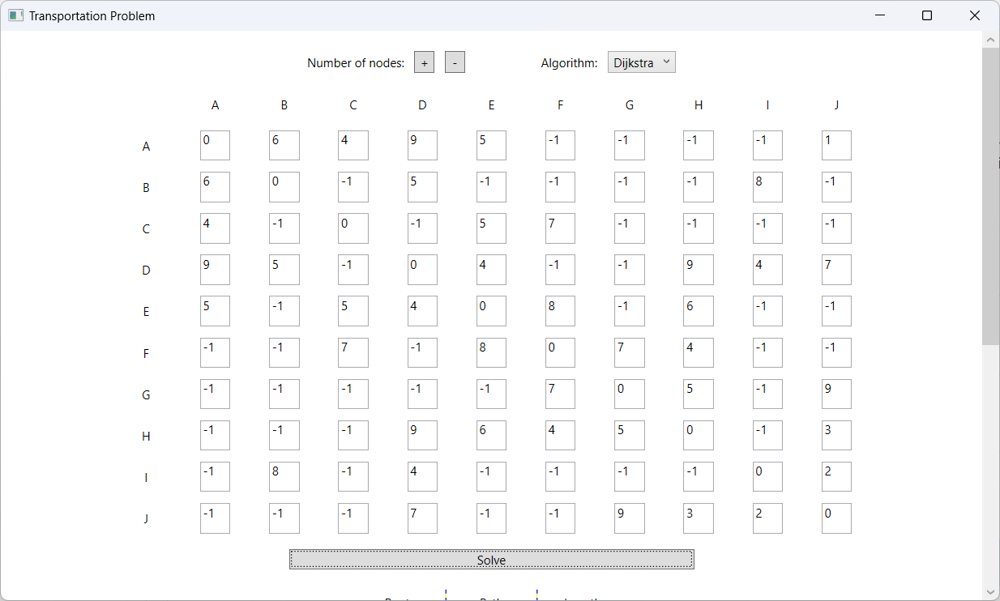 Transportation Problem
Number of nodes: + - Algorithm: Dijkstra
A B C D E F G H I J
A 0 6 4 9 5 -1 -1 -1 -1 1
B 6 0 -1 5 -1 -1 -1 -1 8 -1
C 4 -1 0 -1 5 7 -1 -1 -1 -1
D 9 5 -1 0 4 -1 -1 9 4 7
E 5 -1 5 4 0 8 -1 6 -1 -1
F -1 -1 7 -1 8 0 7 4 -1 -1
G -1 -1 -1 -1 -1 7 0 5 -1 9
H -1 -1 -1 9 6 4 5 0 -1 3
I -1 8 -1 4 -1 -1 -1 -1 0 2
J -1 -1 -1 7 -1 -1 9 3 2 0
Solve